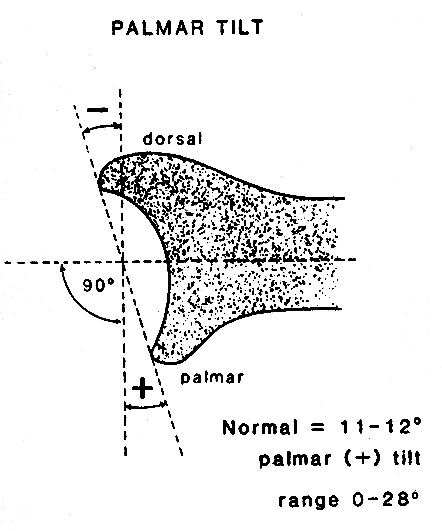 PALMAR TILT
−
dorsal
90°
+
palmar
Normal = 11-12°
palmar (+) tilt
range 0-28°